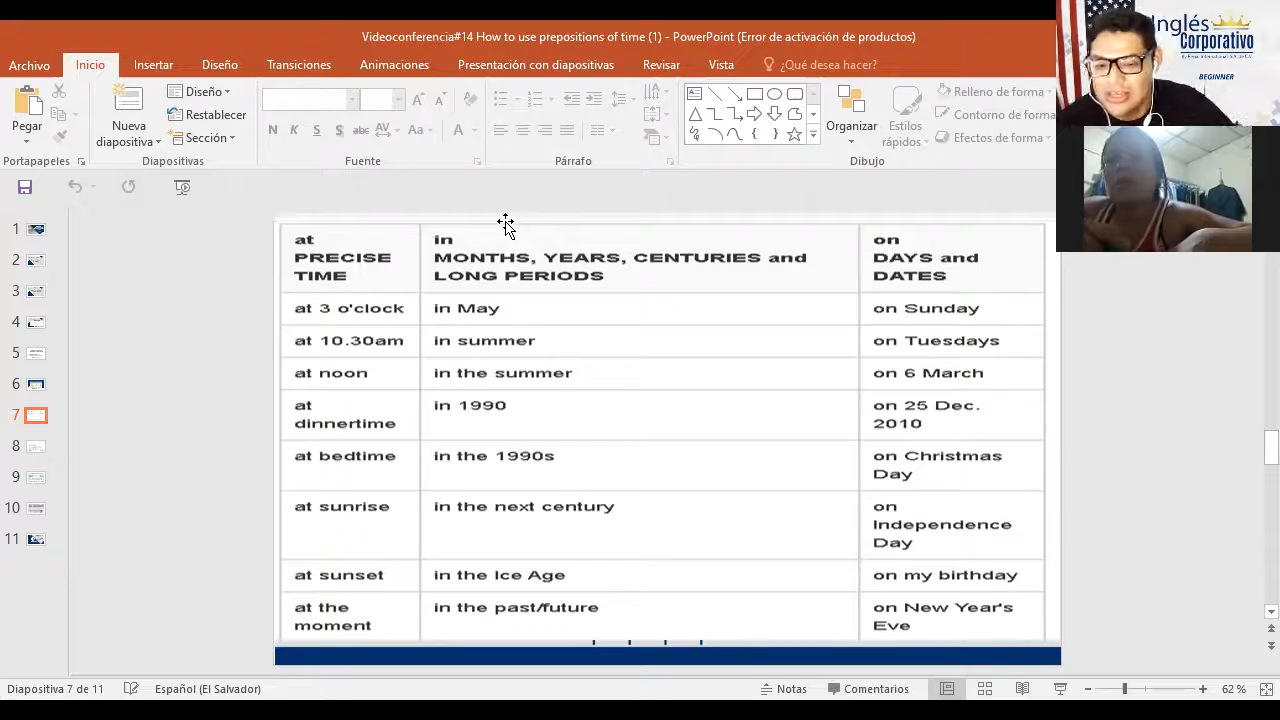 Videoconferencia#14 How to use prepositions of time (1) - PowerPoint (Error de activación de productos)
Inglés
Corporativo
BEGINNER
Archivo Inicio Insertar Diseño Transiciones Animaciones Presentación con diapositivas Revisar Vista ¿Qué desea hacer?
Pegar
Nueva diapositiva
Diseño
Restablecer
Sección
N K S S abc AV Aa A
Organizar
Estilos rápidos
Relleno de forma
Contorno de forma
Efectos de forma
Portapapeles Diapositivas Fuente Párrafo Dibujo
1
2
3
4
5
6
7
8
9
10
11
at
PRECISE
TIME
in
MONTHS, YEARS, CENTURIES and
LONG PERIODS
on
DAYS and
DATES
at 3 o'clock in May on Sunday
at 10.30am in summer on Tuesdays
at noon in the summer on 6 March
at
dinnertime
in 1990
on 25 Dec.
2010
at bedtime
in the 1990s
on Christmas
Day
at sunrise
in the next century
on
Independence
Day
at sunset in the Ice Age on my birthday
at the
moment
in the past/future
on New Year's
Eve
Diapositiva 7 de 11 Español (El Salvador) Notas Comentarios 62 %